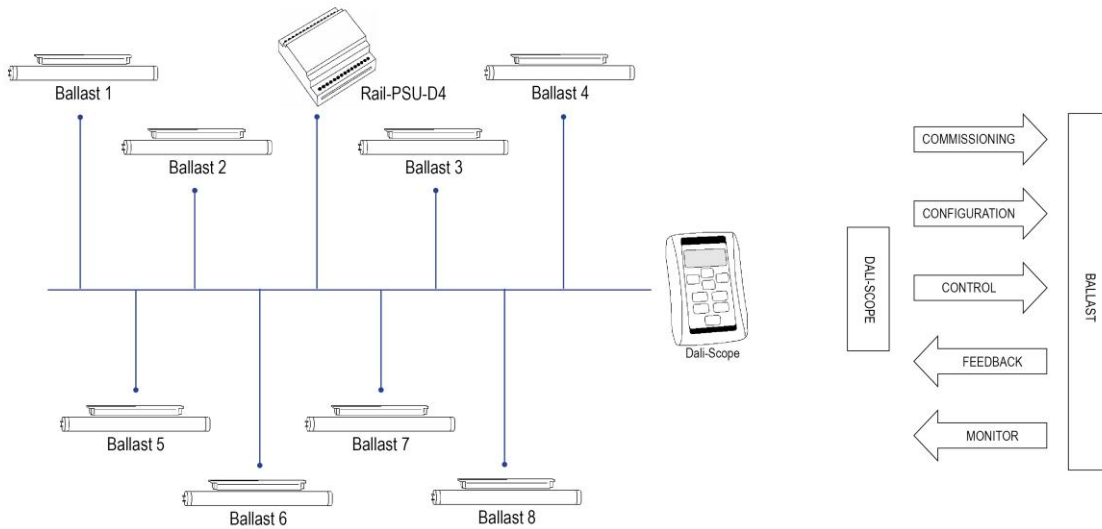 Ballast 1
Rail-PSU-D4
Ballast 4
Ballast 2
Ballast 3
Dali-Scope
Ballast 5
Ballast 7
Ballast 6
Ballast 8
COMMISSIONING
CONFIGURATION
DALI-SCOPE
CONTROL
BALLAST
FEEDBACK
MONITOR